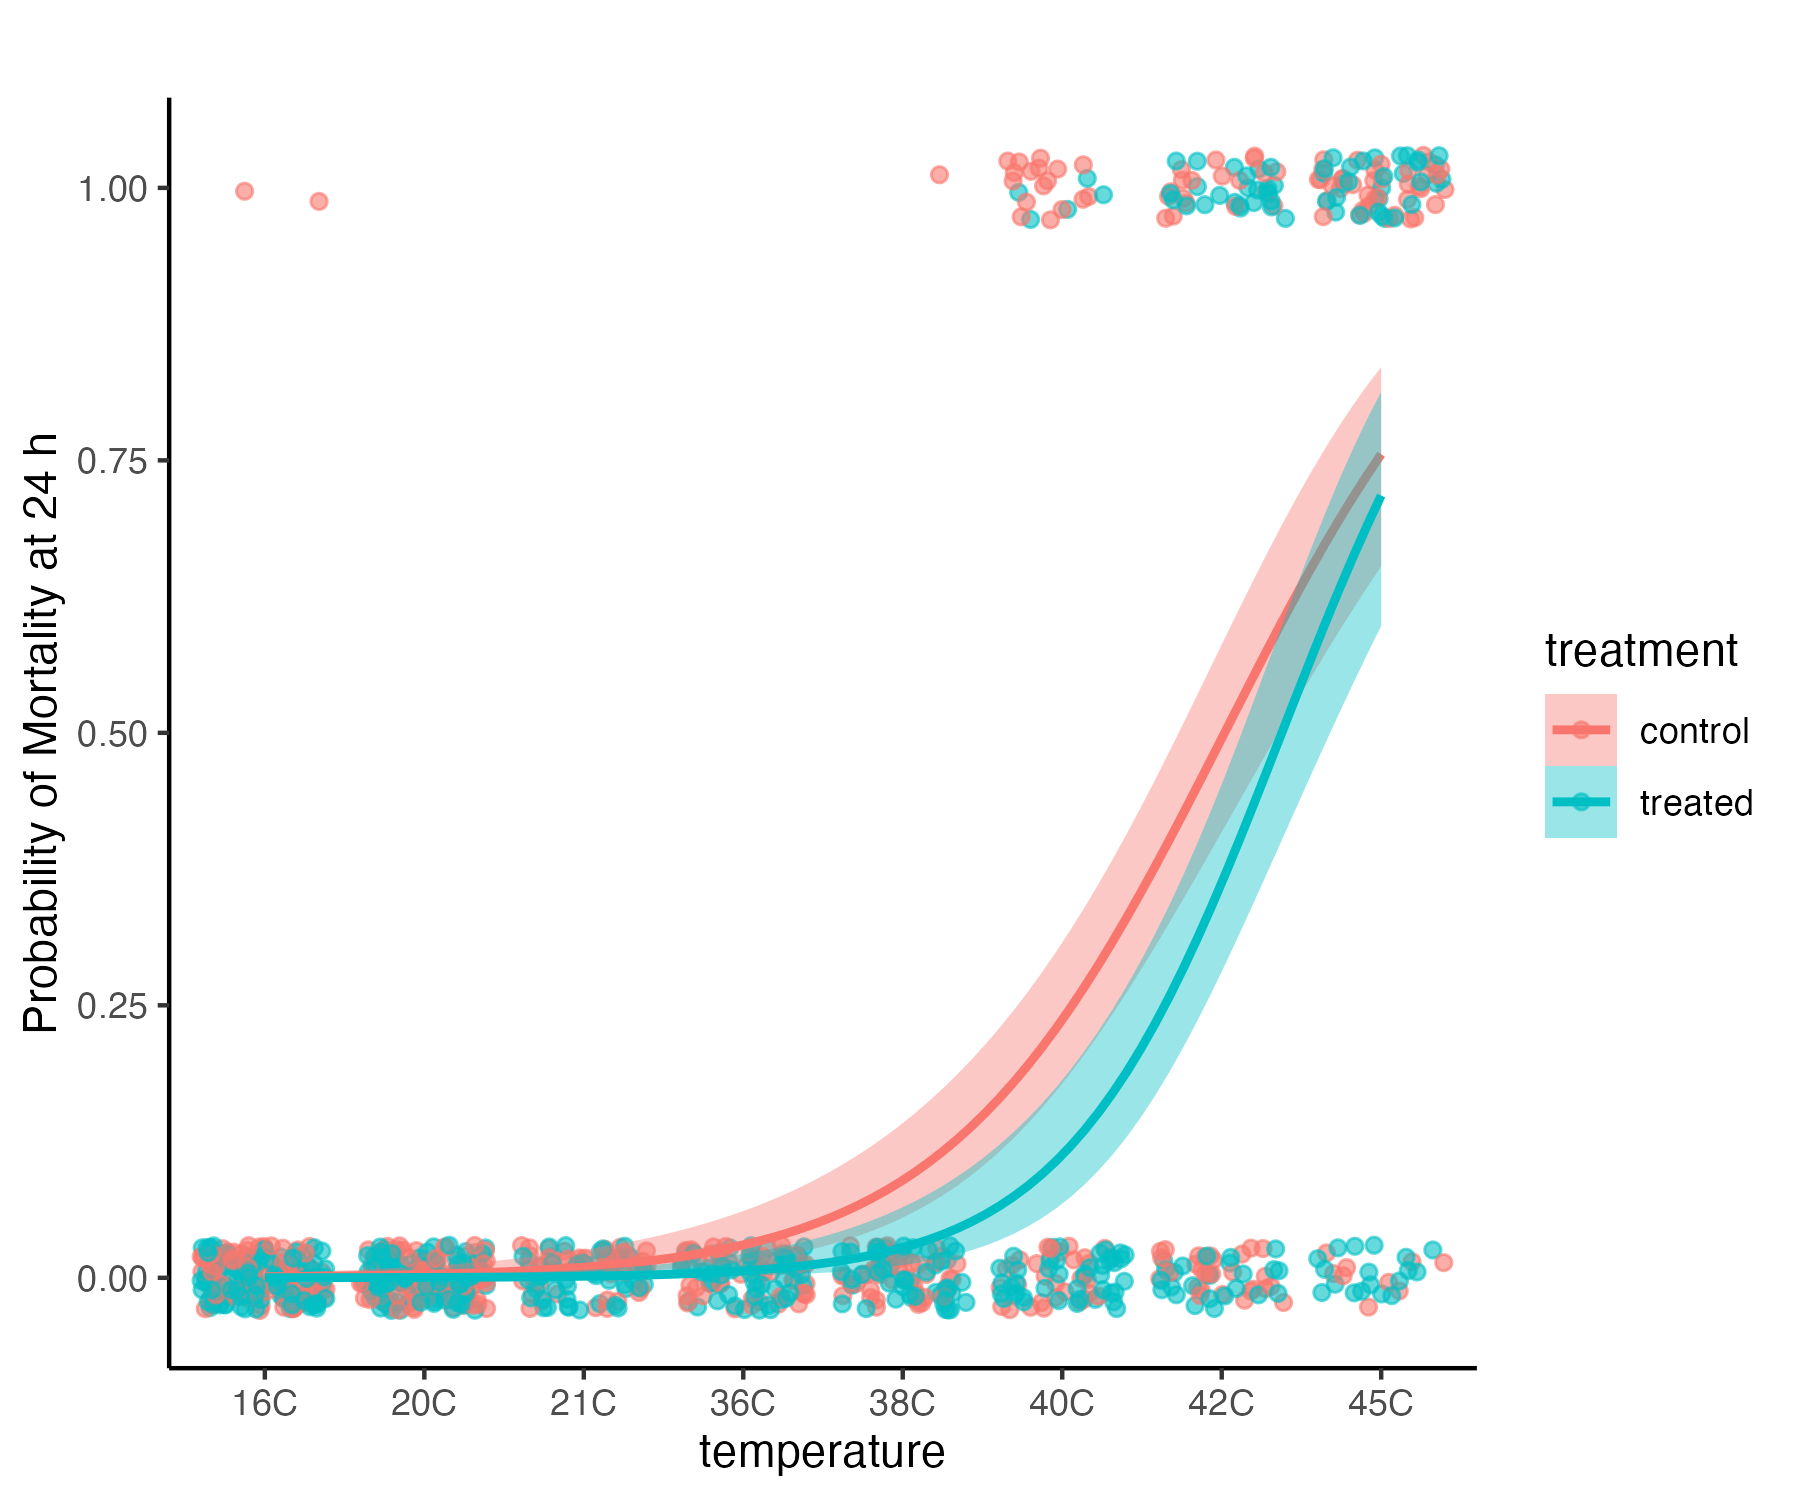 Probability of Mortality at 24 h
1.00
0.75
0.50
0.25
0.00
16C 20C 21C 36C 38C 40C 42C 45C
temperature
treatment
control
treated